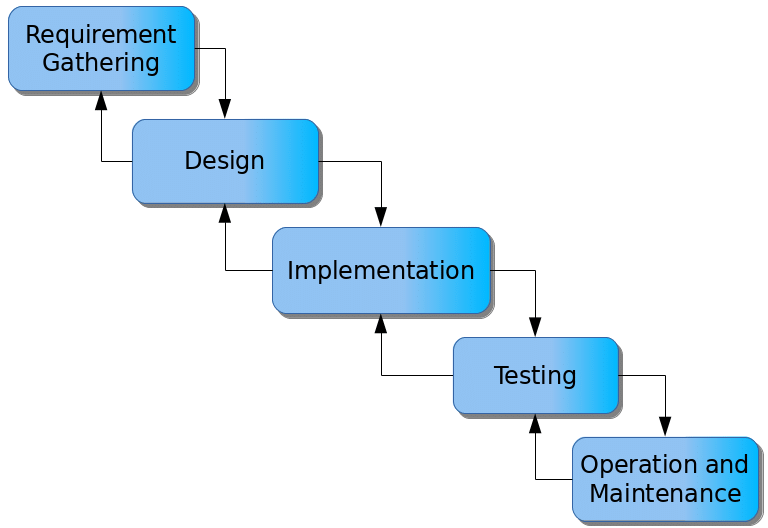 Requirement
Gathering
Design
Implementation
Testing
Operation and
Maintenance